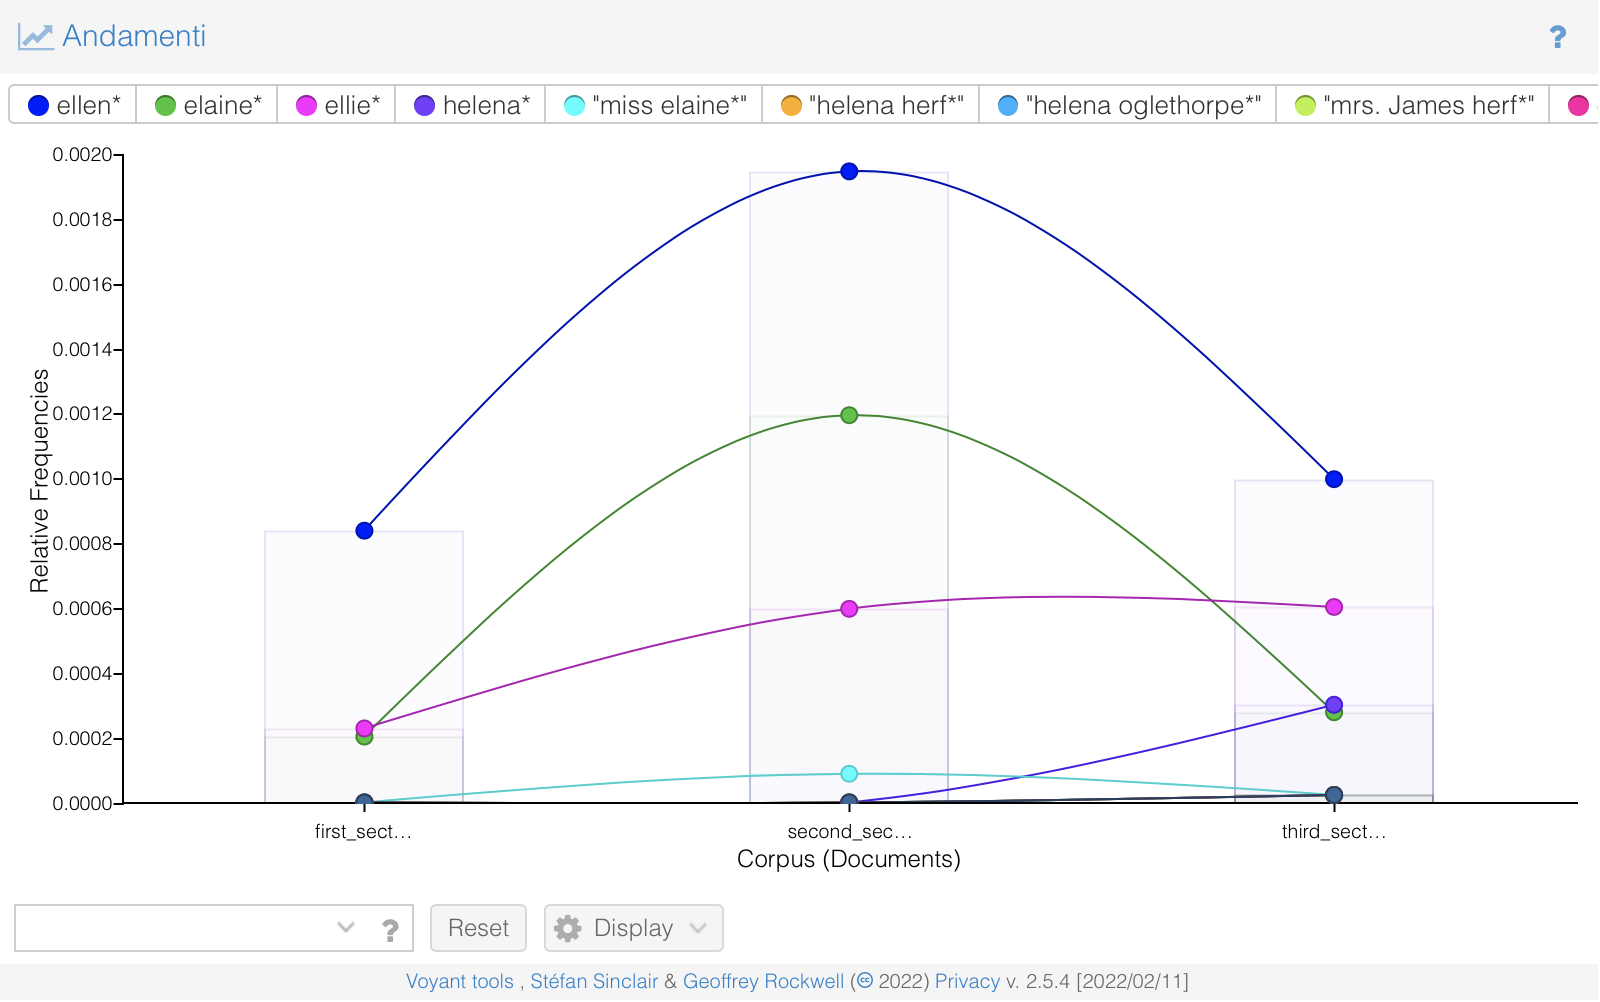 Andamenti ?
ellen* elaine* ellie* helena* "miss elaine*" "helena herf*" "helena oglethorpe*" "mrs. James herf*"
0.0020
0.0018
0.0016
0.0014
0.0012
0.0010
0.0008
0.0006
0.0004
0.0002
0.0000
Relative Frequencies
first_sect... second_sec... third_sect...
Corpus (Documents)
? Reset Display
Voyant tools , Stéfan Sinclair & Geoffrey Rockwell (cc 2022) Privacy v. 2.5.4 [2022/02/11]